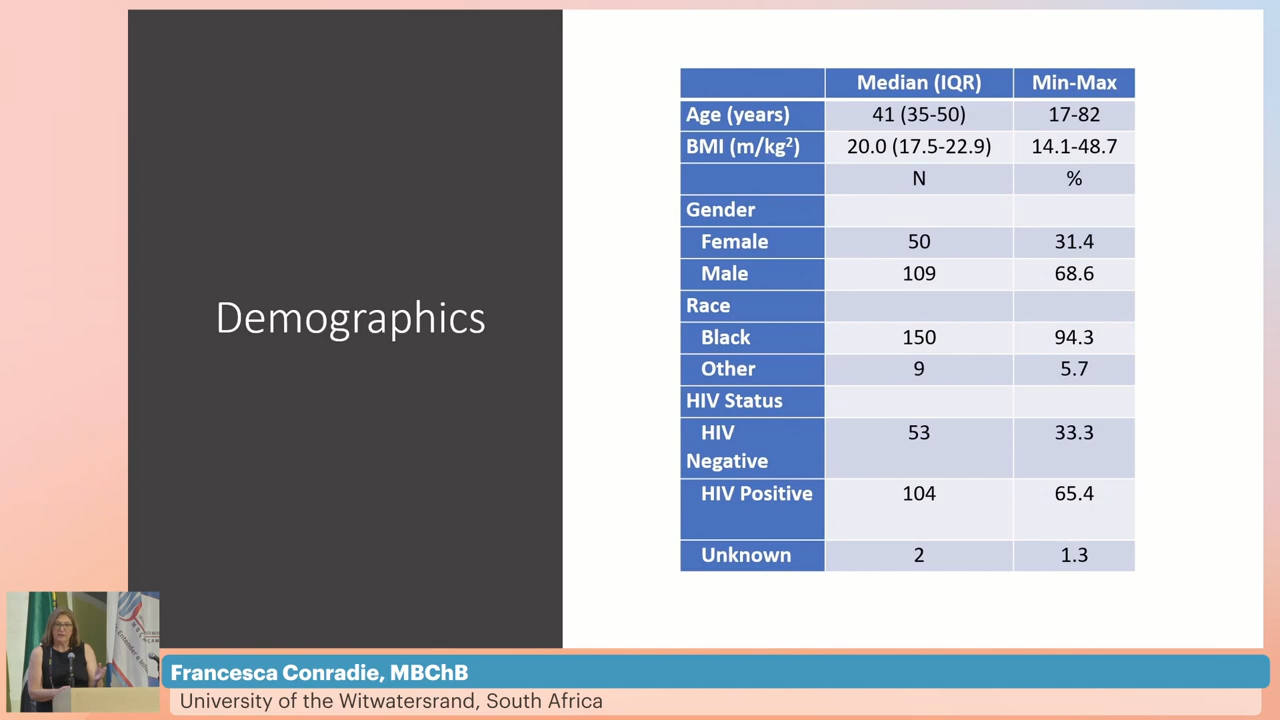 Demographics
Median (IQR) Min-Max
Age (years) 41 (35-50) 17-82
BMI (m/kg²) 20.0 (17.5-22.9) 14.1-48.7
N %
Gender
Female 50 31.4
Male 109 68.6
Race
Black 150 94.3
Other 9 5.7
HIV Status
HIV 53 33.3
Negative
HIV Positive 104 65.4
Unknown 2 1.3
Francesca Conradie, MBChB
University of the Witwatersrand, South Africa